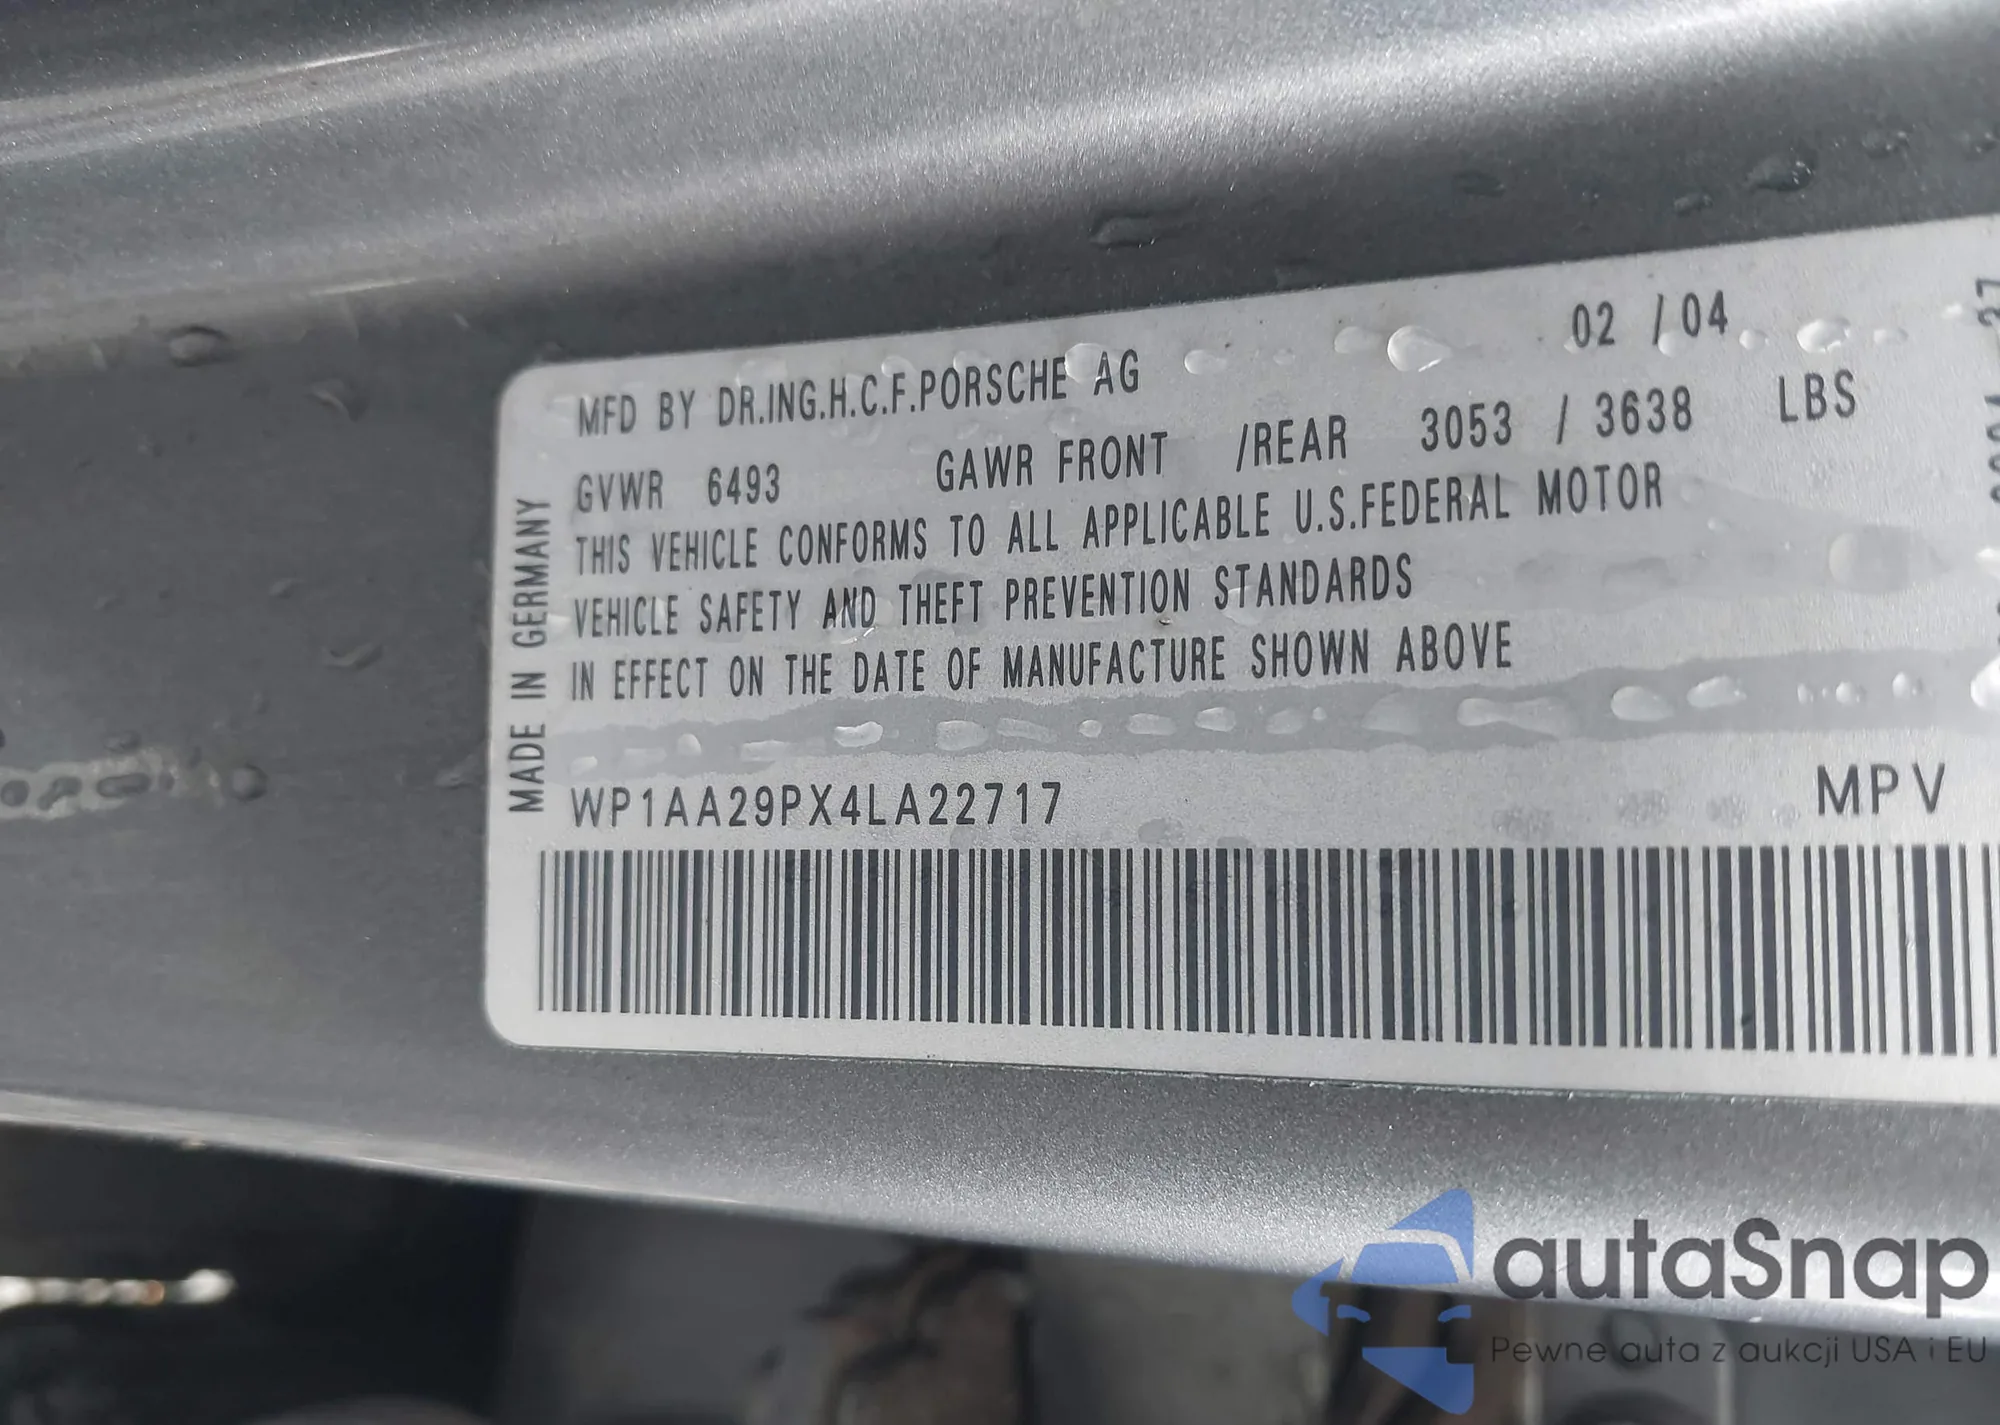 02 / 04
MFD BY DR.ING.H.C.F.PORSCHE AG
GVWR 6493 GAWR FRONT /REAR 3053 / 3638 LBS
THIS VEHICLE CONFORMS TO ALL APPLICABLE U.S.FEDERAL MOTOR
VEHICLE SAFETY AND THEFT PREVENTION STANDARDS
IN EFFECT ON THE DATE OF MANUFACTURE SHOWN ABOVE
MADE IN GERMANY
WP1AA29PX4LA22717 MPV
autaSnap
Pewne auta z aukcji USA i EU